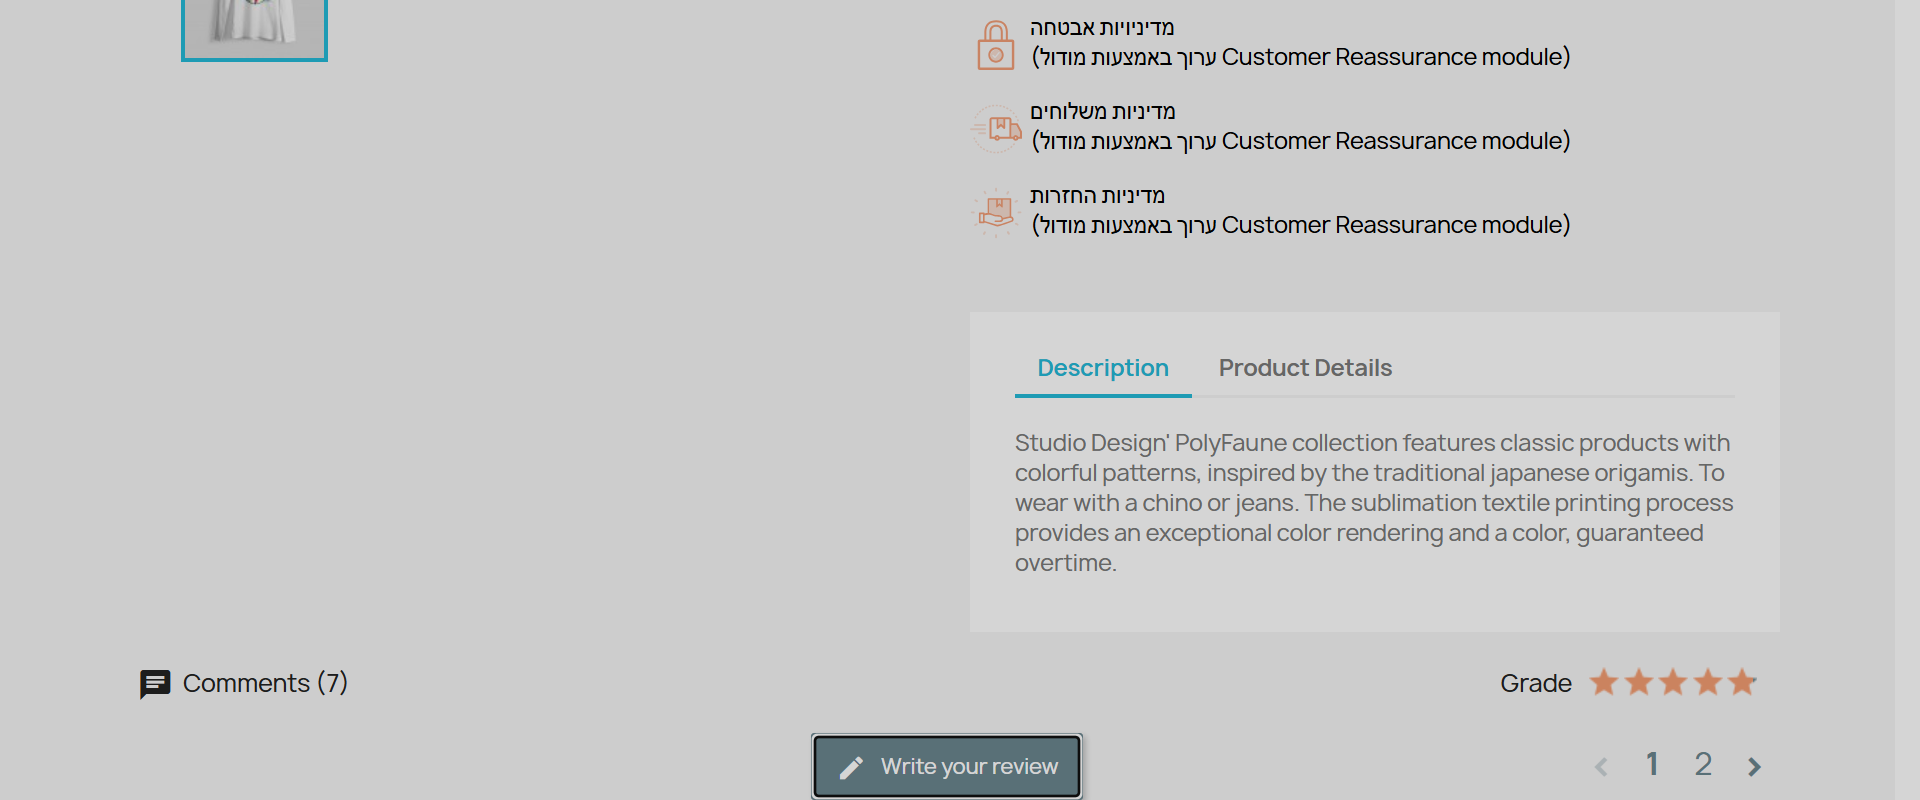 מדיניויות אבטחה
(ערוך באמצעות מודול Customer Reassurance module)
מדיניות משלוחים
(ערוך באמצעות מודול Customer Reassurance module)
מדיניות החזרות
(ערוך באמצעות מודול Customer Reassurance module)
Description Product Details
Studio Design' PolyFaune collection features classic products with
colorful patterns, inspired by the traditional japanese origamis. To
wear with a chino or jeans. The sublimation textile printing process
provides an exceptional color rendering and a color, guaranteed
overtime.
Comments (7) Grade
Write your review 1 2